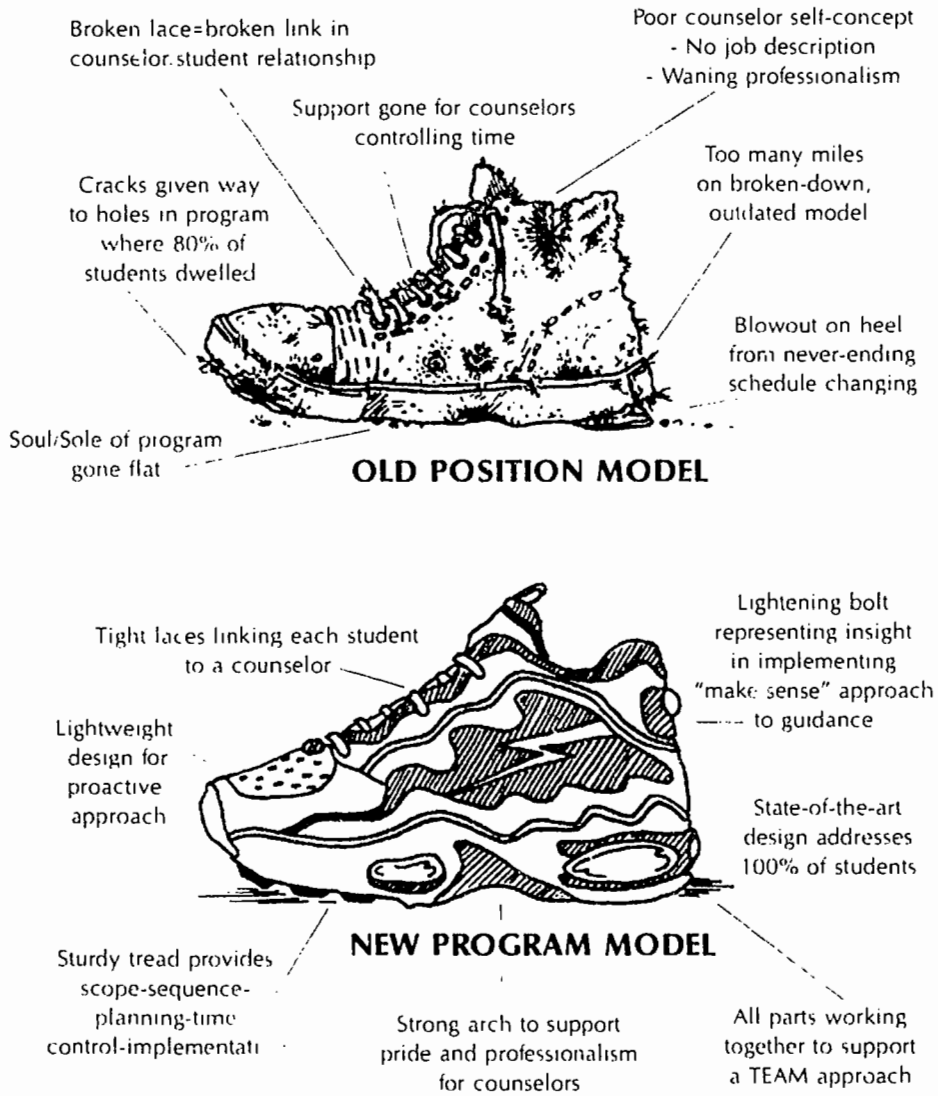 Broken lace=broken link in
counselor.student relationship
Poor counselor self-concept
- No job description
- Waning professionalism
Support gone for counselors
controlling time
Too many miles
on broken-down,
outdated model
Cracks given way
to holes in program
where 80% of
students dwelled
Blowout on heel
from never-ending
schedule changing
Soul/Sole of program
gone flat
OLD POSITION MODEL
Tight laces linking each student
to a counselor
Lightening bolt
representing insight
in implementing
"make sense" approach
to guidance
Lightweight
design for
proactive
approach
State-of-the-art
design addresses
100% of students
NEW PROGRAM MODEL
Sturdy tread provides
scope-sequence-
planning-time
control-implementati
Strong arch to support
pride and professionalism
for counselors
All parts working
together to support
a TEAM approach